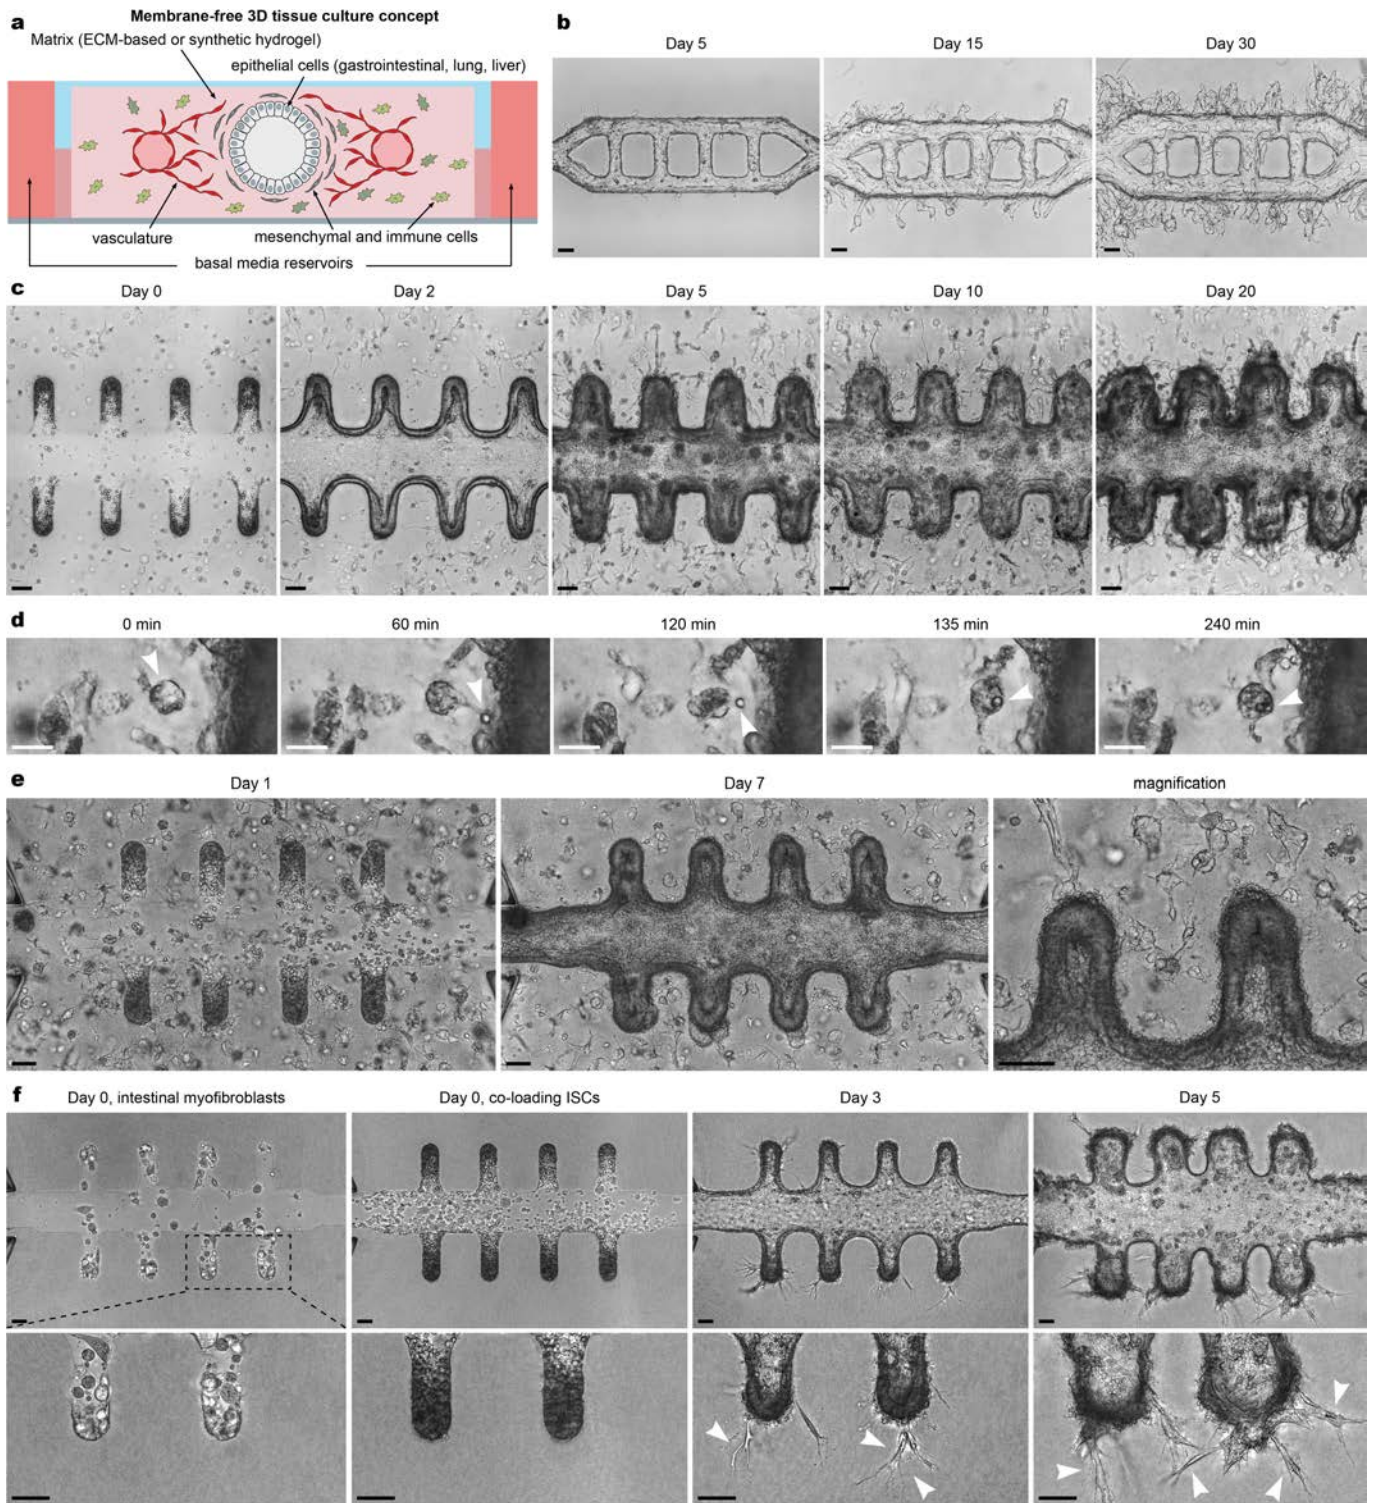 a
Membrane-free 3D tissue culture concept
Matrix (ECM-based or synthetic hydrogel)
epithelial cells (gastrointestinal, lung, liver)
vasculature
mesenchymal and immune cells
basal media reservoirs
b
Day 5
Day 15
Day 30
c
Day 0
Day 2
Day 5
Day 10
Day 20
d
0 min
60 min
120 min
135 min
240 min
e
Day 1
Day 7
magnification
f
Day 0, intestinal myofibroblasts
Day 0, co-loading ISCs
Day 3
Day 5